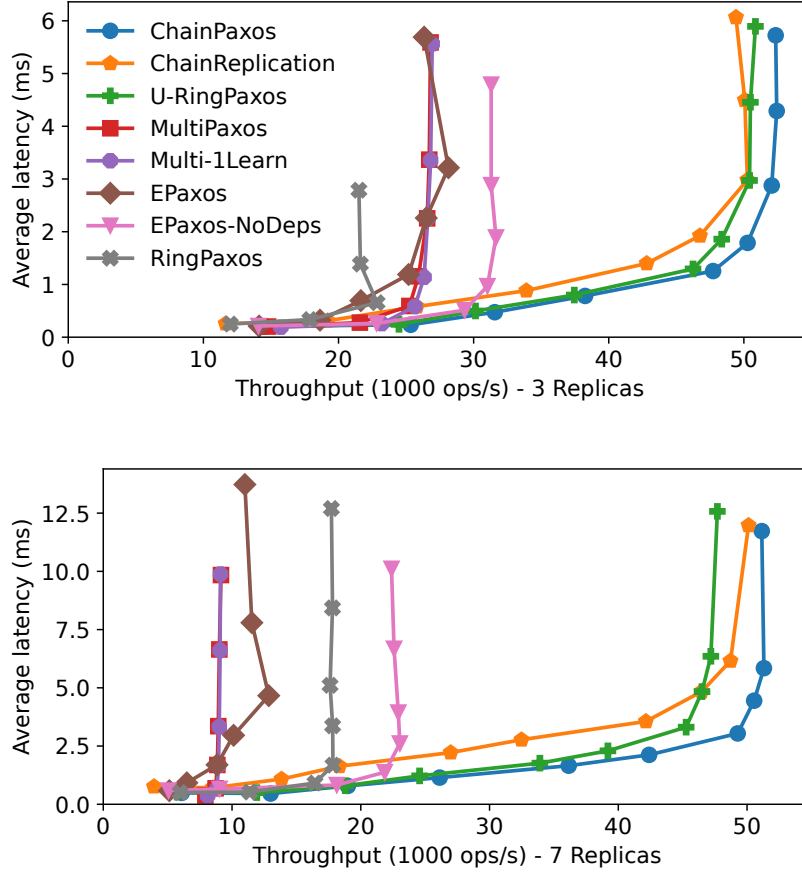 6
5
4
3
2
1
0
Average latency (ms)
ChainPaxos
ChainReplication
U-RingPaxos
MultiPaxos
Multi-1Learn
EPaxos
EPaxos-NoDeps
RingPaxos
0 10 20 30 40 50
Throughput (1000 ops/s) - 3 Replicas
12.5
10.0
7.5
5.0
2.5
0.0
Average latency (ms)
0 10 20 30 40 50
Throughput (1000 ops/s) - 7 Replicas